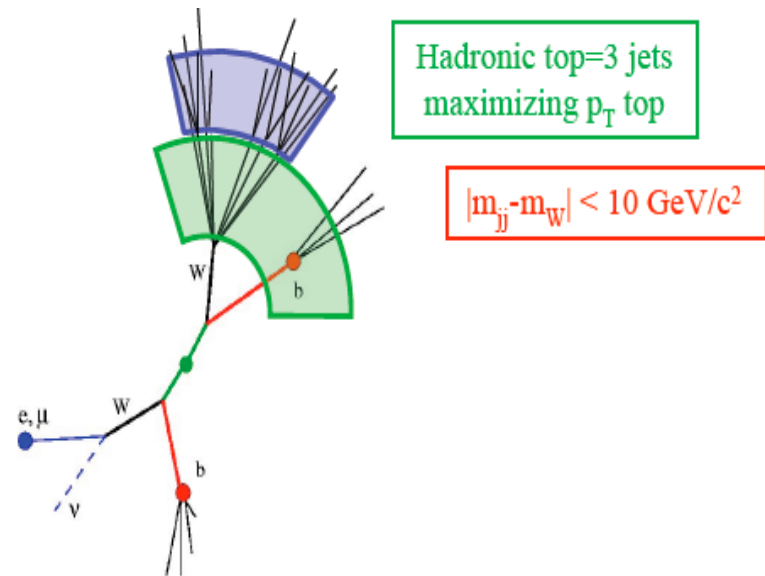 Hadronic top=3 jets
maximizing pT top
|mjj-mW| < 10 GeV/c²
W
b
W
e, μ
b
ν